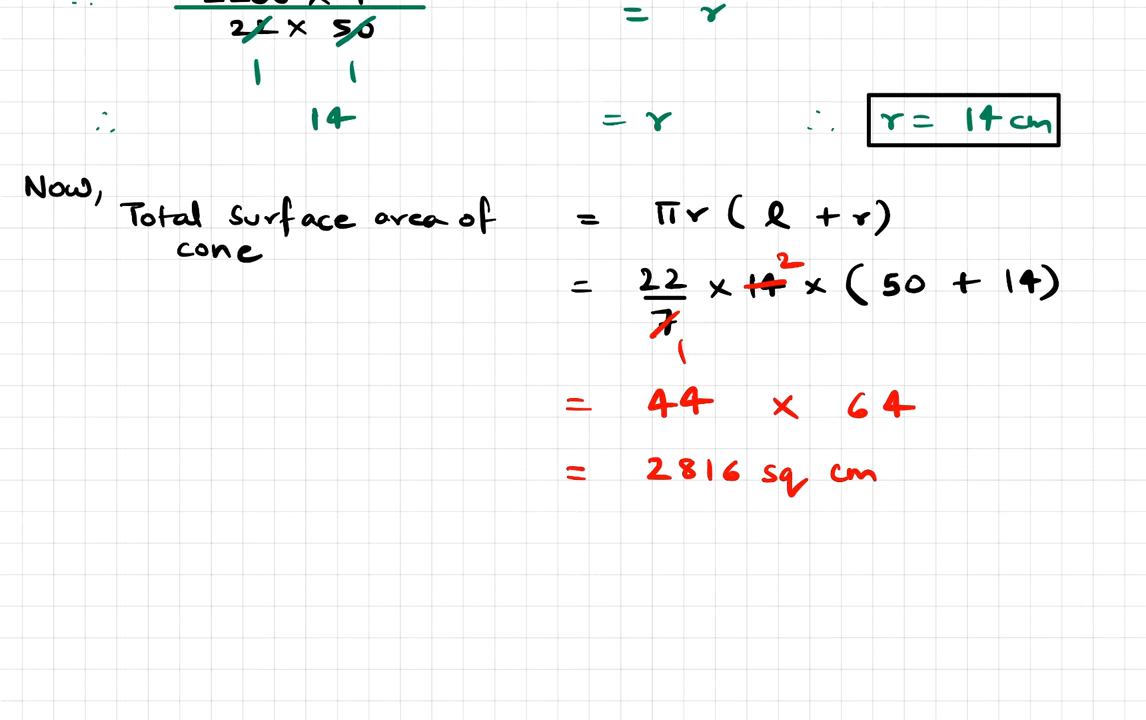 ∴ = r
22 × 50
1 1
∴ 14 = r ∴ r = 14 cm
Now,
Total surface area of cone = πr ( l + r )
= 22/7 × 14 2 × ( 50 + 14 )
1
= 44 × 64
= 2816 sq cm